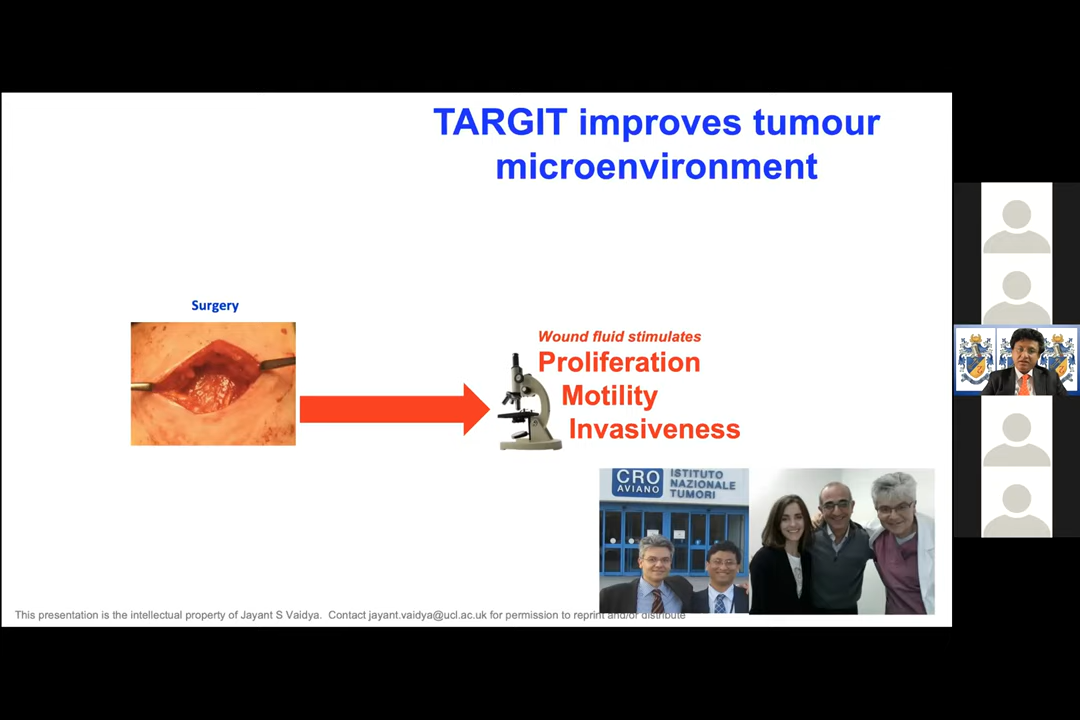 TARGIT improves tumour
microenvironment
Surgery
Wound fluid stimulates
Proliferation
Motility
Invasiveness
CRO
AVIANO
ISTITUTO
NAZIONALE
TUMORI
This presentation is the intellectual property of Jayant S Vaidya. Contact jayant.vaidya@ucl.ac.uk for permission to reprint and/or distribute